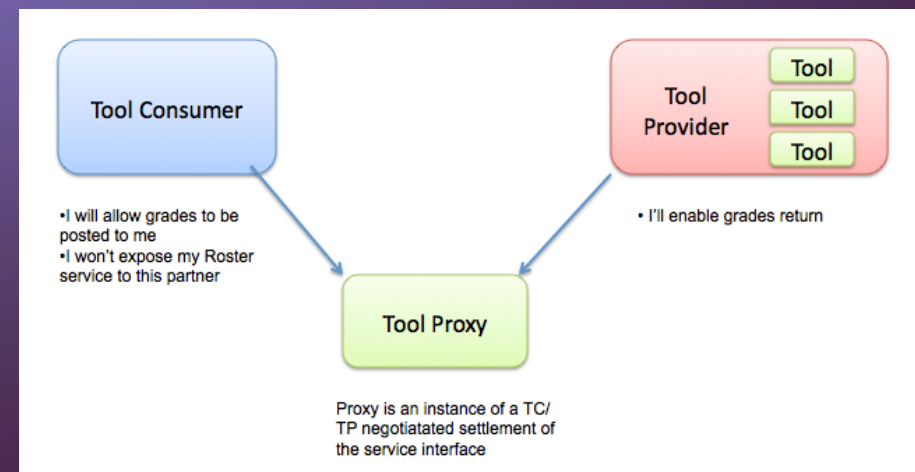 Tool Consumer
•I will allow grades to be
posted to me
•I won't expose my Roster
service to this partner
Tool
Provider
Tool
Tool
Tool
• I'll enable grades return
Tool Proxy
Proxy is an instance of a TC/
TP negotiatated settlement of
the service interface